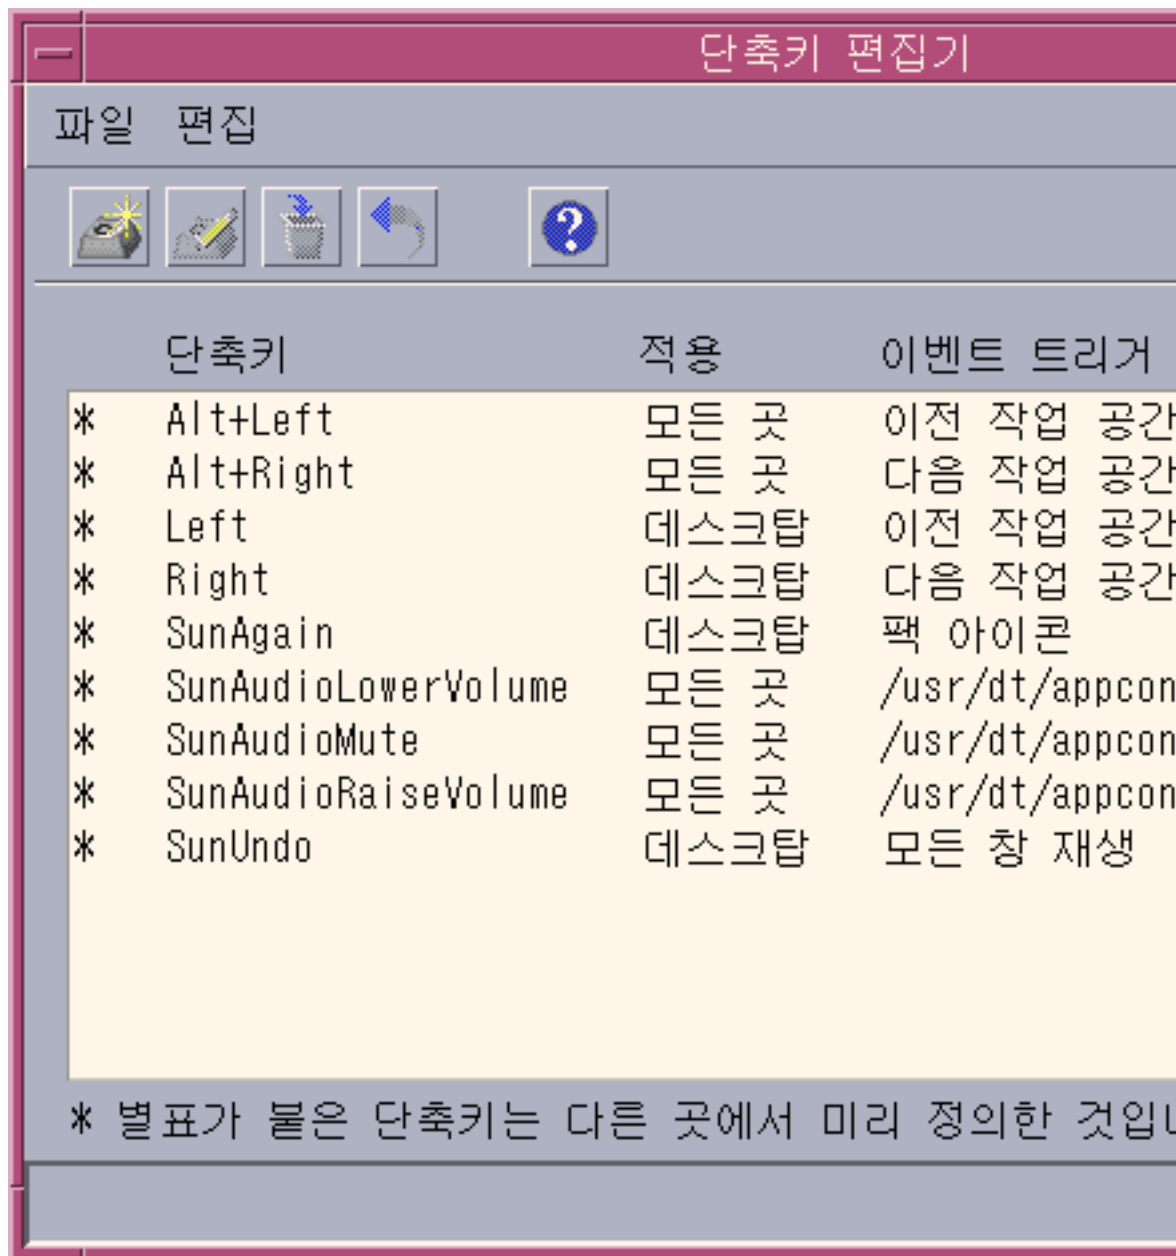 단축키 편집기
파일 편집
단축키 적용 이벤트 트리거
* Alt+Left 모든 곳 이전 작업 공간
* Alt+Right 모든 곳 다음 작업 공간
* Left 데스크탑 이전 작업 공간
* Right 데스크탑 다음 작업 공간
* SunAgain 데스크탑 팩 아이콘
* SunAudioLowerVolume 모든 곳 /usr/dt/appcon
* SunAudioMute 모든 곳 /usr/dt/appcon
* SunAudioRaiseVolume 모든 곳 /usr/dt/appcon
* SunUndo 데스크탑 모든 창 재생
* 별표가 붙은 단축키는 다른 곳에서 미리 정의한